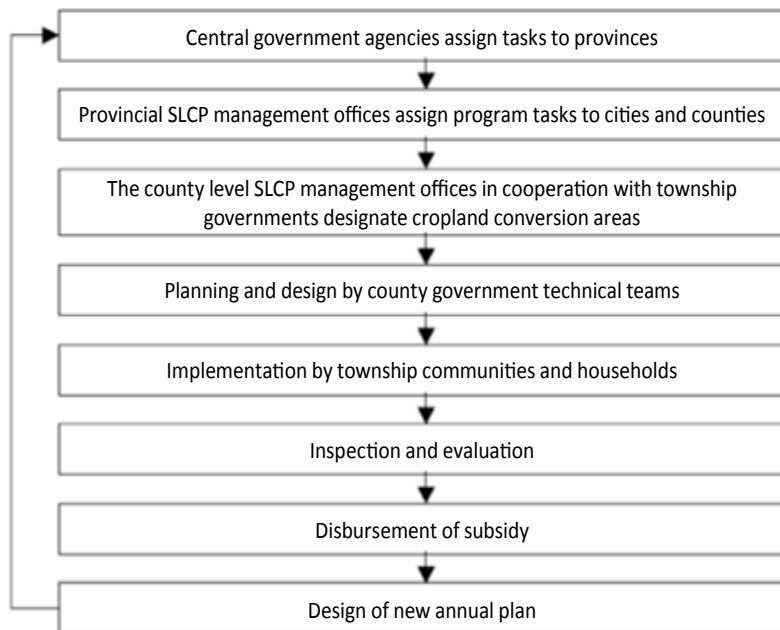 Central government agencies assign tasks to provinces
Provincial SLCP management offices assign program tasks to cities and counties
The county level SLCP management offices in cooperation with township
governments designate cropland conversion areas
Planning and design by county government technical teams
Implementation by township communities and households
Inspection and evaluation
Disbursement of subsidy
Design of new annual plan